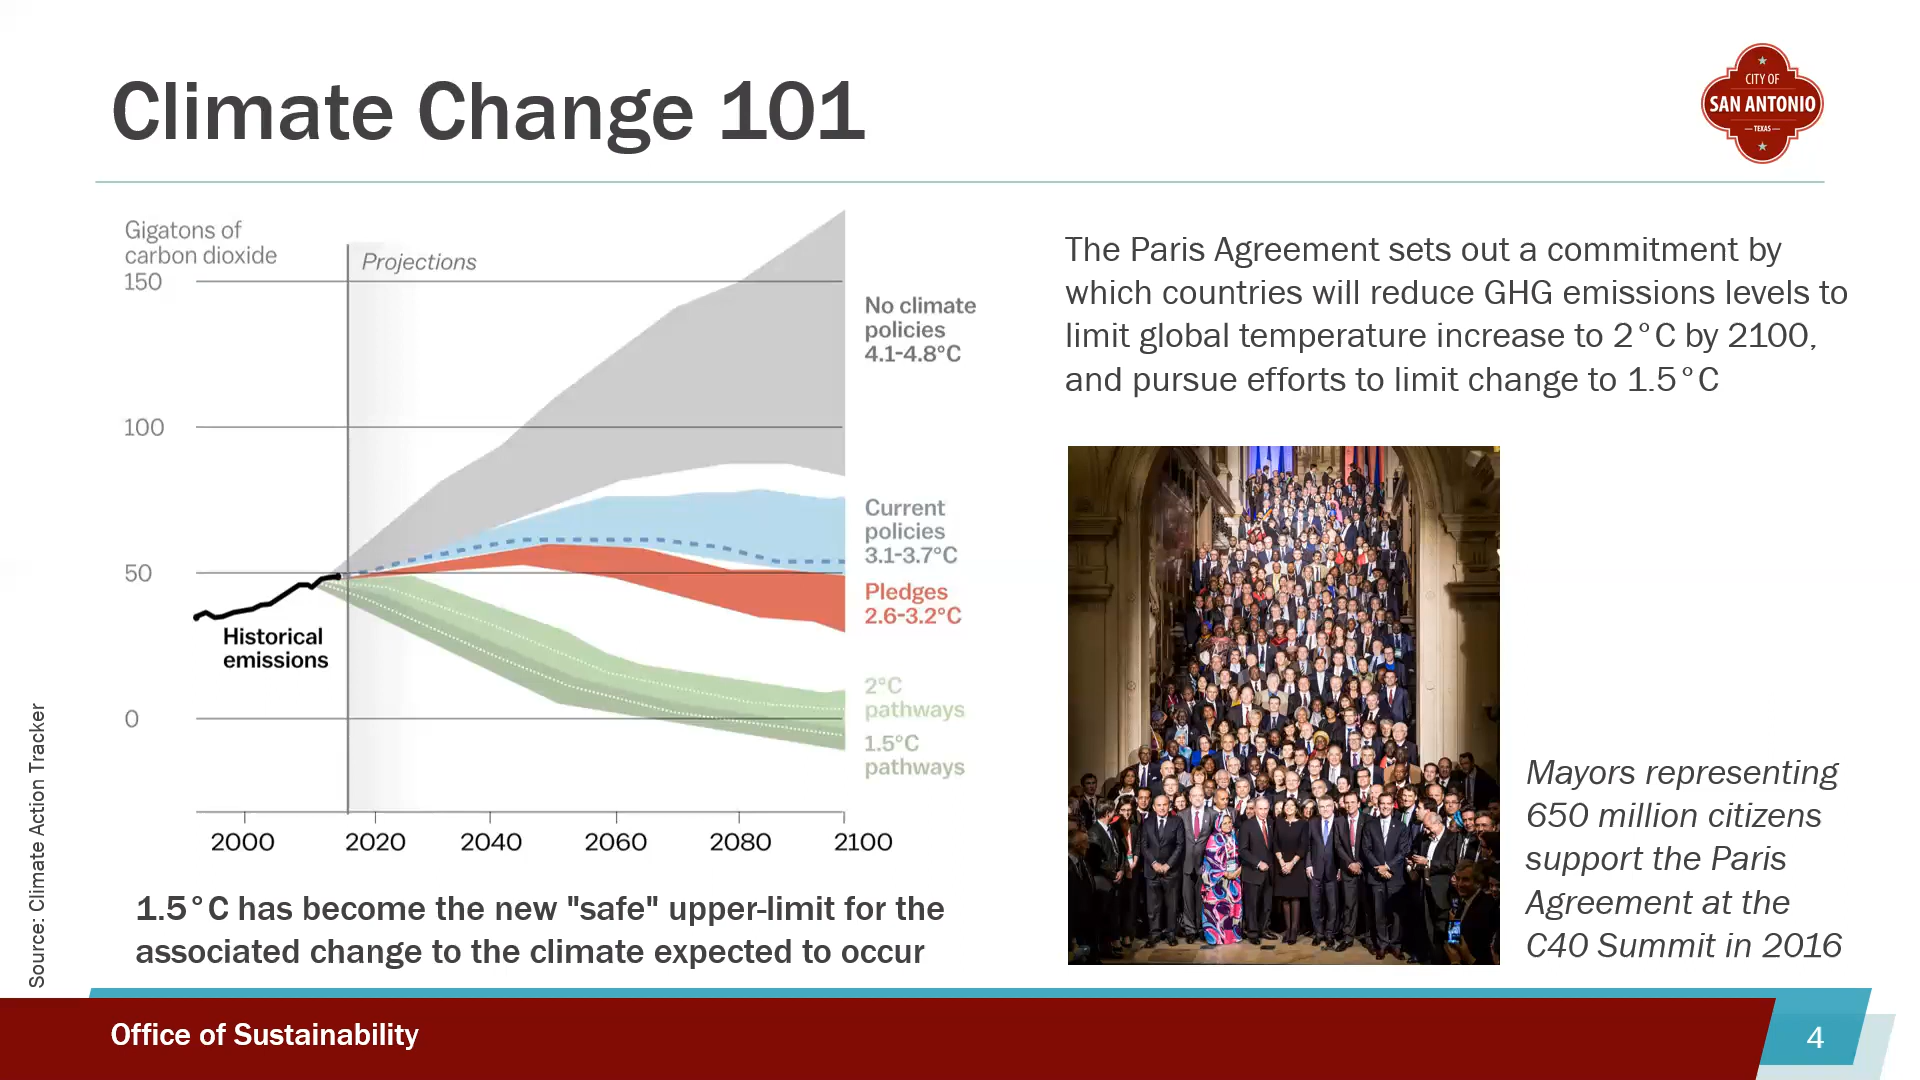 Climate Change 101
CITY OF
SAN ANTONIO
TEXAS
Gigatons of
carbon dioxide
150
100
50
0
Projections
Historical
emissions
No climate
policies
4.1-4.8°C
Current
policies
3.1-3.7°C
Pledges
2.6-3.2°C
2°C
pathways
1.5°C
pathways
2000 2020 2040 2060 2080 2100
1.5°C has become the new "safe" upper-limit for the
associated change to the climate expected to occur
Source: Climate Action Tracker
The Paris Agreement sets out a commitment by
which countries will reduce GHG emissions levels to
limit global temperature increase to 2°C by 2100,
and pursue efforts to limit change to 1.5°C
Mayors representing
650 million citizens
support the Paris
Agreement at the
C40 Summit in 2016
Office of Sustainability
4